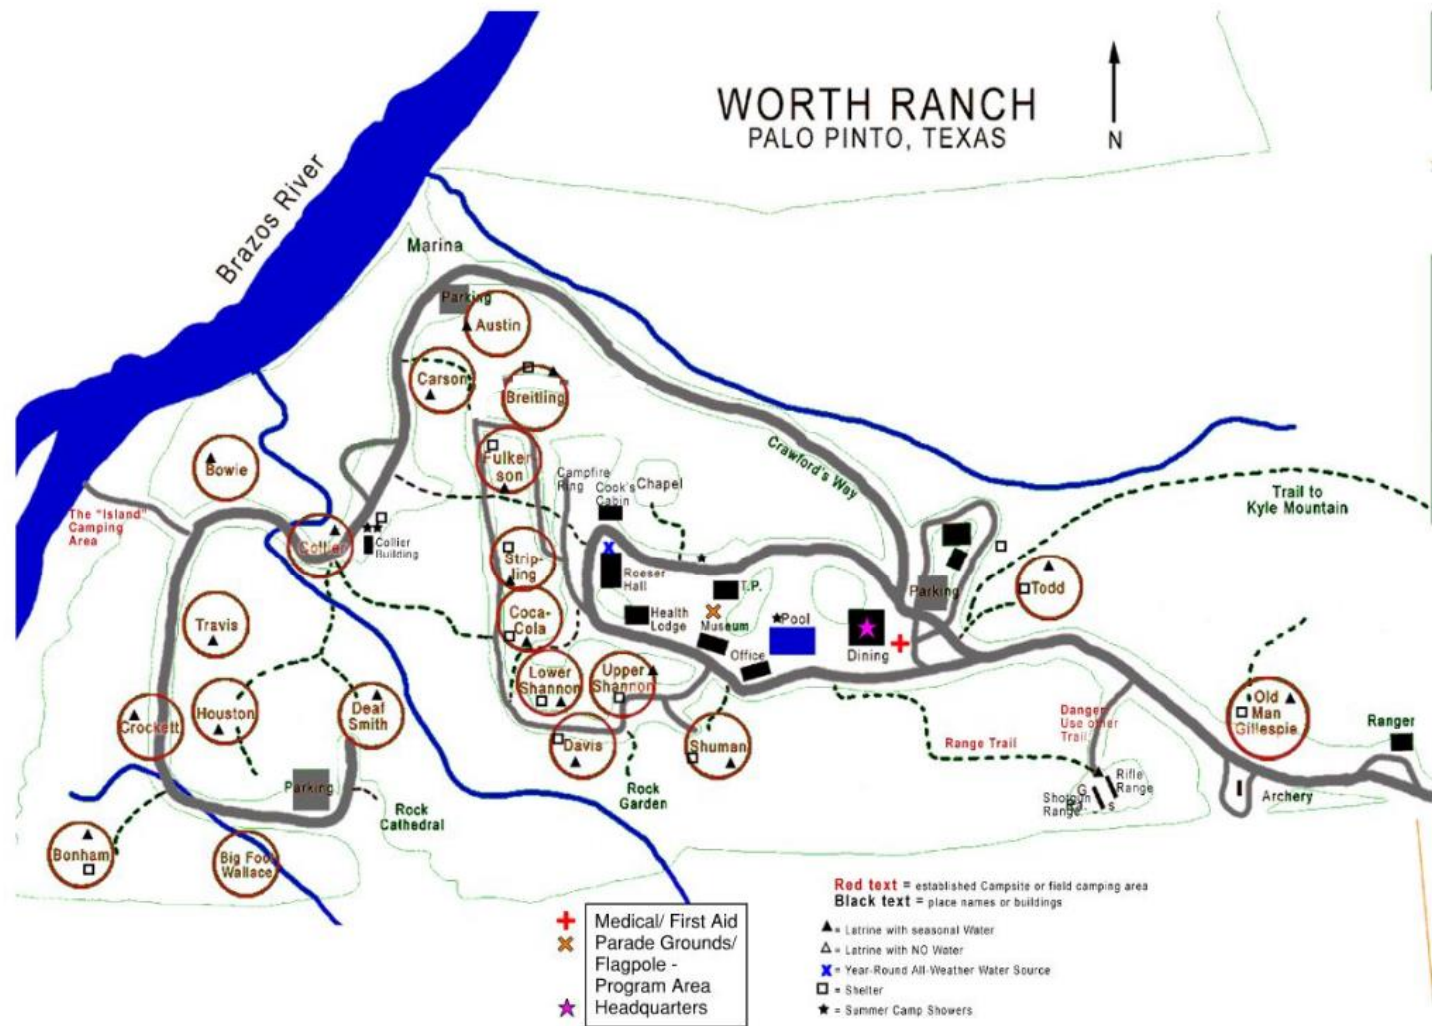 WORTH RANCH
PALO PINTO, TEXAS
N
Brazos River
Marina
Parking
Austin
Carson
Breitling
Bowie
Fulker
son
Campfire
Ring
Cook's
Cabin
Chapel
Crawford's Way
Trail to
Kyle Mountain
The "Island"
Camping
Area
Collier
Collier
Building
Strip-
ling
Roeser
Hall
T.P.
Parking
Todd
Travis
Coca-
Cola
Health
Lodge
Museum
Pool
Office
Dining
Lower
Shannon
Upper
Shannon
Crockett
Houston
Deaf
Smith
Davis
Shuman
Danger
Use other
Trail
Range Trail
Old
Man
Gillespie
Ranger
Rifle
Range
G
Shotgun
Range
S
Archery
Parking
Rock
Cathedral
Rock
Garden
Bonham
Big Foot
Wallace
Medical/ First Aid
Parade Grounds/
Flagpole -
Program Area
Headquarters
Red text = established Campsite or field camping area
Black text = place names or buildings
= Latrine with seasonal Water
= Latrine with NO Water
= Year-Round All-Weather Water Source
= Shelter
= Summer Camp Showers